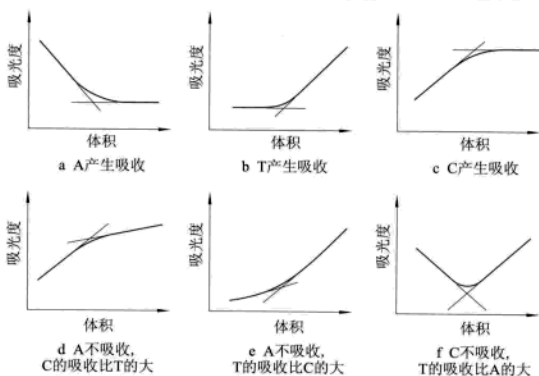 吸光度
体积
a A产生吸收
吸光度
体积
b T产生吸收
吸光度
体积
c C产生吸收
吸光度
体积
d A不吸收,
C的吸收比T的大
吸光度
体积
e A不吸收,
T的吸收比C的大
吸光度
体积
f C不吸收,
T的吸收比A的大